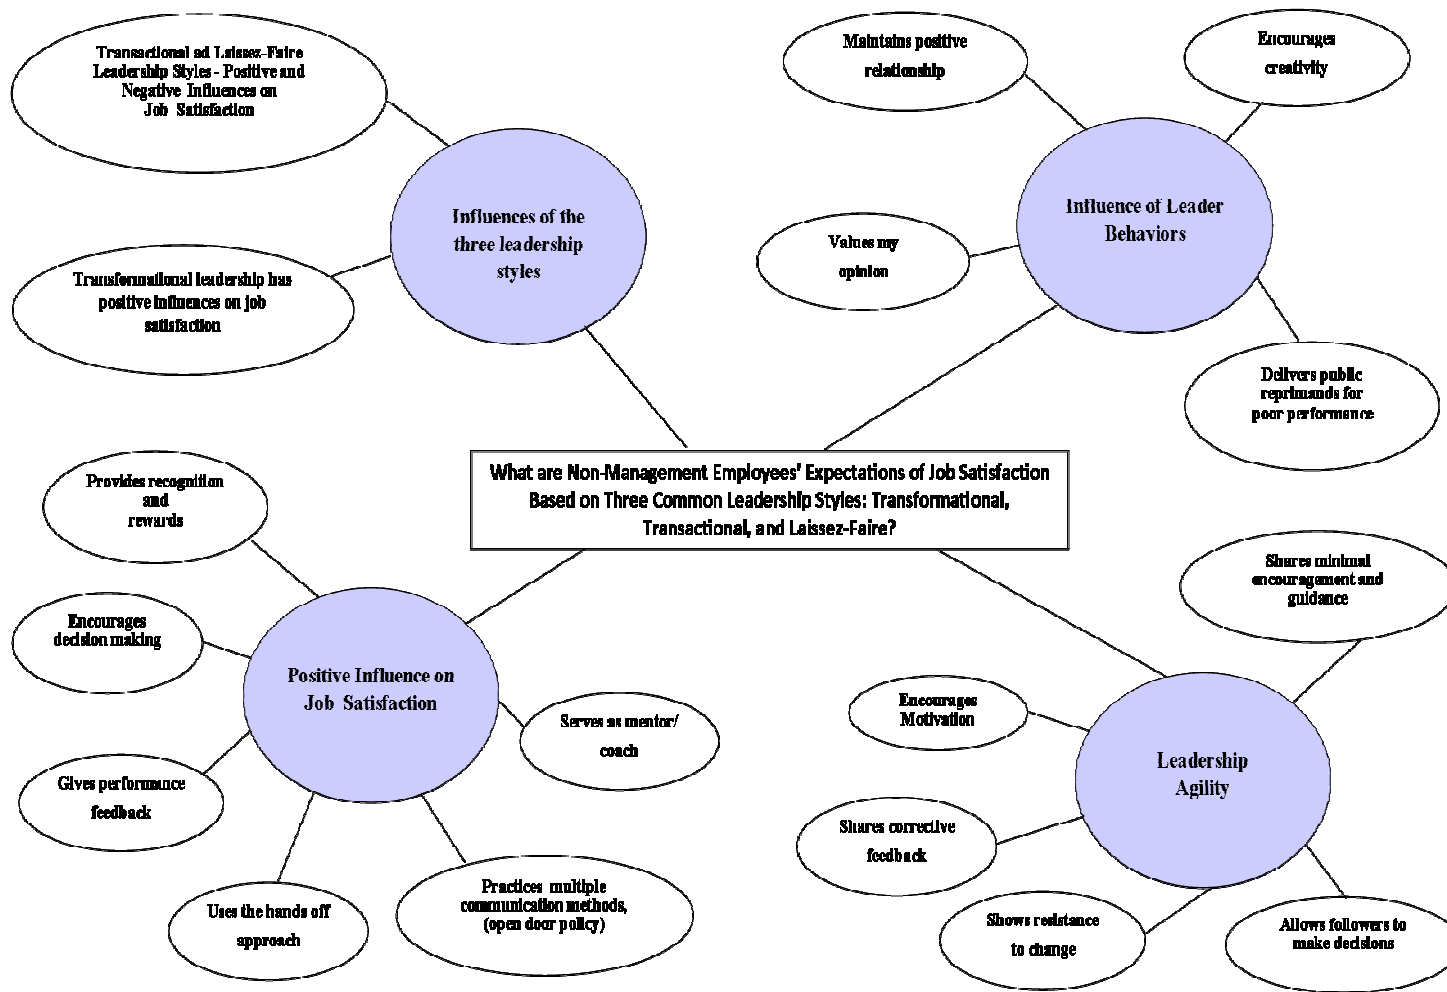 Transactional ad Laissez-Faire
Leadership Styles - Positive and
Negative Influences on
Job Satisfaction
Influences of the
three leadership
styles
Transformational leadership has
positive influences on job
satisfaction
Maintains positive
relationship
Encourages
creativity
Influence of Leader
Behaviors
Values my
opinion
Delivers public
reprimands for
poor performance
What are Non-Management Employees' Expectations of Job Satisfaction
Based on Three Common Leadership Styles: Transformational,
Transactional, and Laissez-Faire?
Provides recognition
and
rewards
Encourages
decision making
Positive Influence on
Job Satisfaction
Serves as mentor/
coach
Gives performance
feedback
Uses the hands off
approach
Practices multiple
communication methods,
(open door policy)
Shares minimal
encouragement and
guidance
Encourages
Motivation
Leadership
Agility
Shares corrective
feedback
Shows resistance
to change
Allows followers to
make decisions